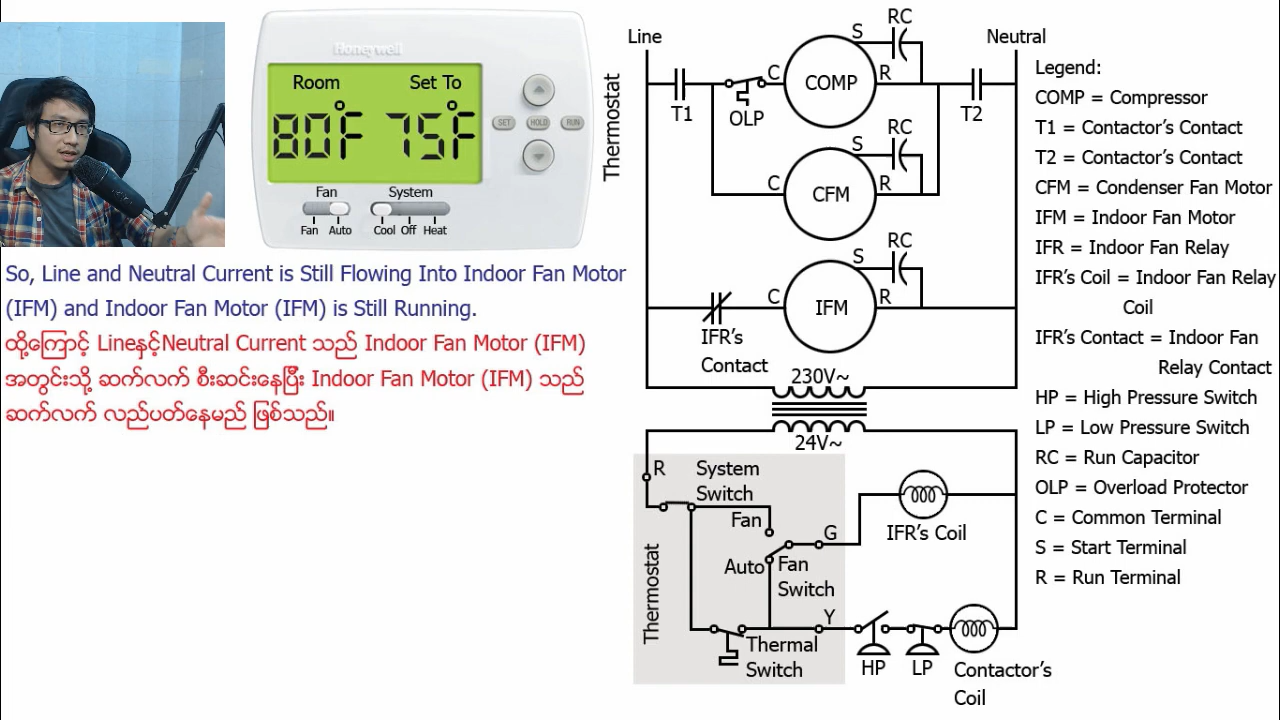 Honeywell
Room Set To
80°F 75°F
SET HOLD RUN
Fan System
Fan Auto Cool Off Heat
So, Line and Neutral Current is Still Flowing Into Indoor Fan Motor
(IFM) and Indoor Fan Motor (IFM) is Still Running.
ထို့ကြောင့် Lineနှင့်Neutral Current သည် Indoor Fan Motor (IFM)
အတွင်းသို့ ဆက်လက် စီးဆင်းနေပြီး Indoor Fan Motor (IFM) သည်
ဆက်လက် လည်ပတ်နေမည် ဖြစ်သည်။
Thermostat
Line
Neutral
RC
S
C COMP R
T1
OLP
T2
RC
S
C CFM R
RC
S
C IFM R
IFR's
Contact
230V~
24V~
R
System
Switch
Fan
G
IFR's Coil
Auto
Fan
Switch
Thermostat
Y
Thermal
Switch
HP
LP
Contactor's
Coil
Legend:
COMP = Compressor
T1 = Contactor's Contact
T2 = Contactor's Contact
CFM = Condenser Fan Motor
IFM = Indoor Fan Motor
IFR = Indoor Fan Relay
IFR's Coil = Indoor Fan Relay
Coil
IFR's Contact = Indoor Fan
Relay Contact
HP = High Pressure Switch
LP = Low Pressure Switch
RC = Run Capacitor
OLP = Overload Protector
C = Common Terminal
S = Start Terminal
R = Run Terminal